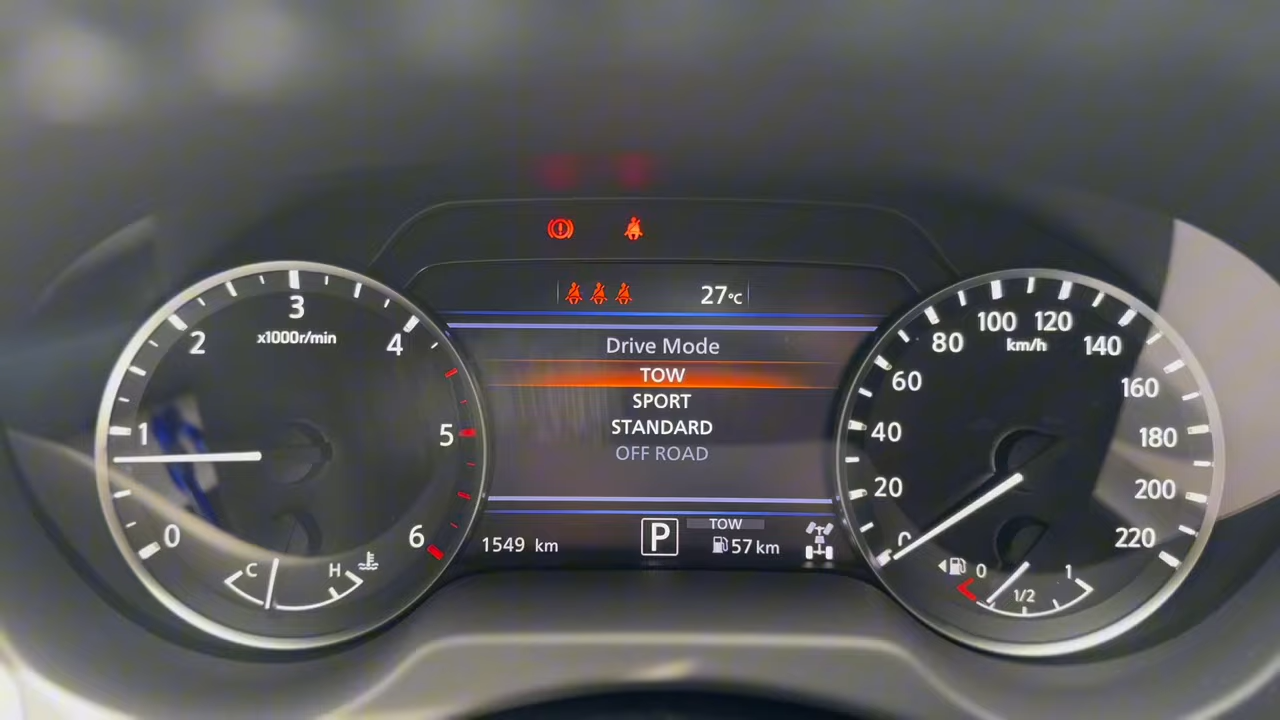 27°C
3
2
4
x1000r/min
1
5
0
6
C
H
Drive Mode
TOW
SPORT
STANDARD
OFF ROAD
1549 km
P
TOW
57 km
100
120
80
km/h
140
60
160
40
180
20
200
0
220
0
1/2
1